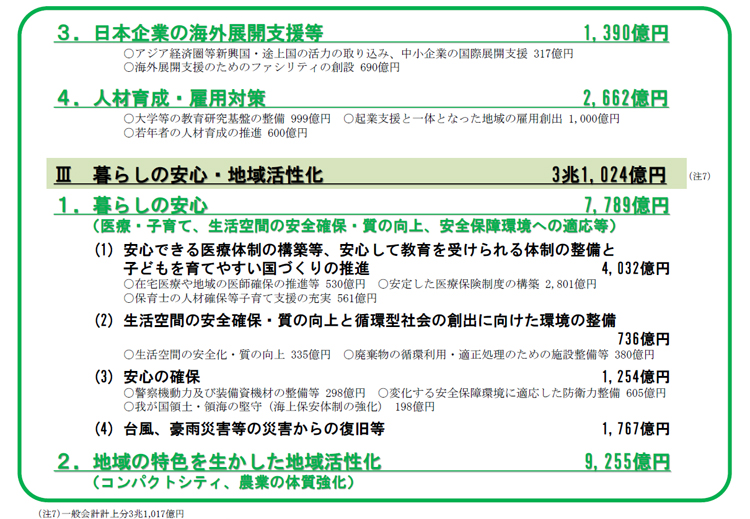 ３．日本企業の海外展開支援等 1,390億円
○アジア経済圏等新興国・途上国の活力の取り込み、中小企業の国際展開支援 317億円
○海外展開支援のためのファシリティの創設 690億円
４．人材育成・雇用対策 2,662億円
○大学等の教育研究基盤の整備 999億円 ○起業支援と一体となった地域の雇用創出 1,000億円
○若年者の人材育成の推進 600億円
Ⅲ 暮らしの安心・地域活性化 3兆1,024億円 (注7)
１．暮らしの安心 7,789億円
（医療・子育て、生活空間の安全確保・質の向上、安全保障環境への適応等）
(1) 安心できる医療体制の構築等、安心して教育を受けられる体制の整備と
子どもを育てやすい国づくりの推進 4,032億円
○在宅医療や地域の医師確保の推進等 530億円 ○安定した医療保険制度の構築 2,801億円
○保育士の人材確保等子育て支援の充実 561億円
(2) 生活空間の安全確保・質の向上と循環型社会の創出に向けた環境の整備
736億円
○生活空間の安全化・質の向上 335億円 ○廃棄物の循環利用・適正処理のための施設整備等 380億円
(3) 安心の確保 1,254億円
○警察機動力及び装備資機材の整備等 298億円 ○変化する安全保障環境に適応した防衛力整備 605億円
○我が国領土・領海の堅守（海上保安体制の強化） 198億円
(4) 台風、豪雨災害等の災害からの復旧等 1,767億円
２．地域の特色を生かした地域活性化 9,255億円
（コンパクトシティ、農業の体質強化）
(注7)一般会計計上分3兆1,017億円